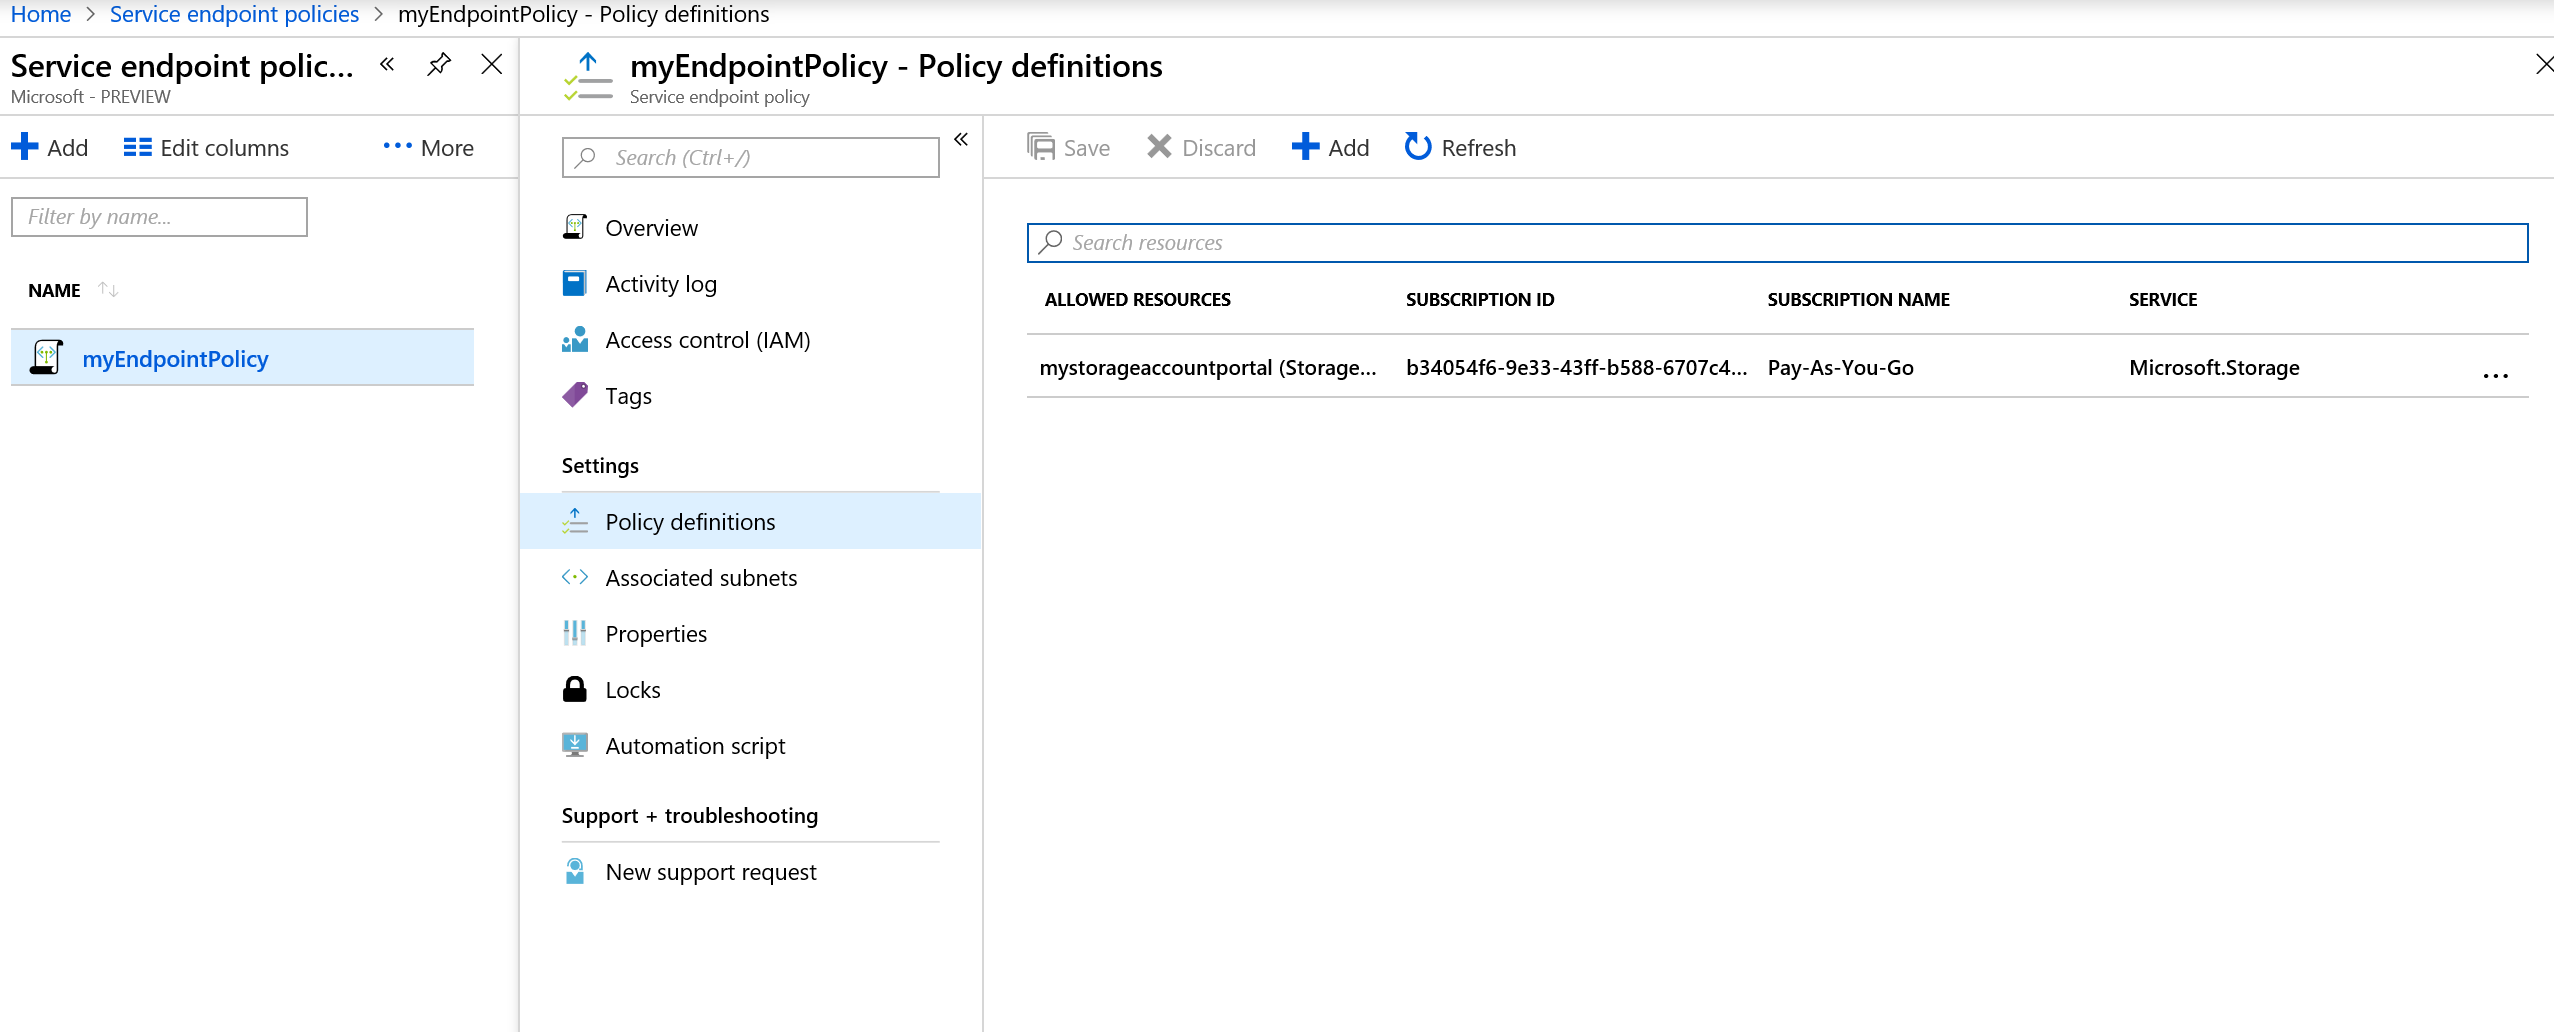 Home > Service endpoint policies > myEndpointPolicy - Policy definitions
Service endpoint polic...
Microsoft - PREVIEW
Add
Edit columns
More
Filter by name...
NAME
myEndpointPolicy
myEndpointPolicy - Policy definitions
Service endpoint policy
Search (Ctrl+/)
Overview
Activity log
Access control (IAM)
Tags
Settings
Policy definitions
Associated subnets
Properties
Locks
Automation script
Support + troubleshooting
New support request
Save
Discard
Add
Refresh
Search resources
ALLOWED RESOURCES SUBSCRIPTION ID SUBSCRIPTION NAME SERVICE
mystorageaccountportal (Storage... b34054f6-9e33-43ff-b588-6707c4... Pay-As-You-Go Microsoft.Storage